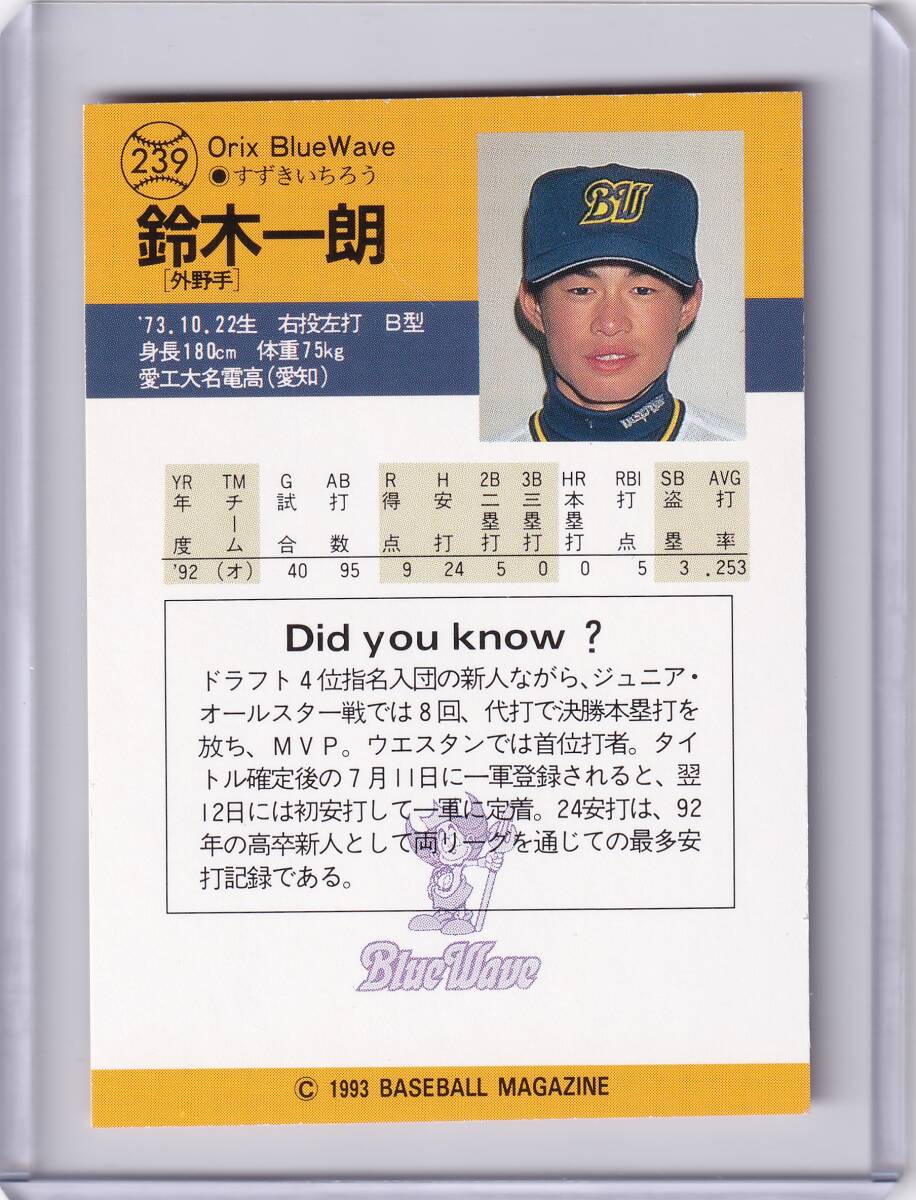 239
Orix BlueWave
●すずきいちろう
鈴木一朗
[外野手]
BW
'73.10.22生 右投左打 B型
身長180cm 体重75kg
愛工大名電高(愛知)
YR TM G AB R H 2B 3B HR RBI SB AVG
年度 チーム 試合 打数 得点 安打 二塁打 三塁打 本塁打 打点 盗塁 打率
'92 (オ) 40 95 9 24 5 0 0 5 3 .253
Did you know ?
ドラフト4位指名入団の新人ながら、ジュニア・
オールスター戦では8回、代打で決勝本塁打を
放ち、MVP。ウエスタンでは首位打者。タイ
トル確定後の7月11日に一軍登録されると、翌
12日には初安打して一軍に定着。24安打は、92
年の高卒新人として両リーグを通じての最多安
打記録である。
BlueWave
© 1993 BASEBALL MAGAZINE